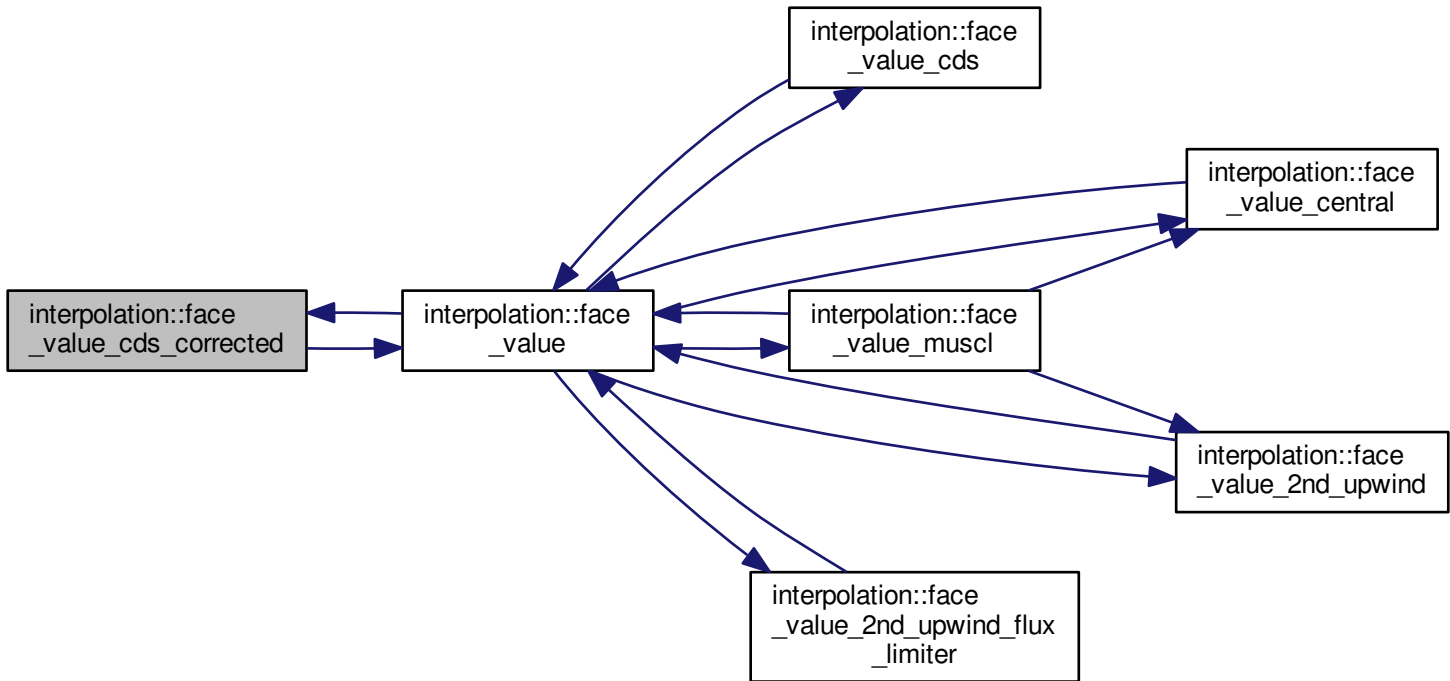 interpolation::face
_value_cds
interpolation::face
_value_central
interpolation::face
_value_cds_corrected
interpolation::face
_value
interpolation::face
_value_muscl
interpolation::face
_value_2nd_upwind
interpolation::face
_value_2nd_upwind_flux
_limiter